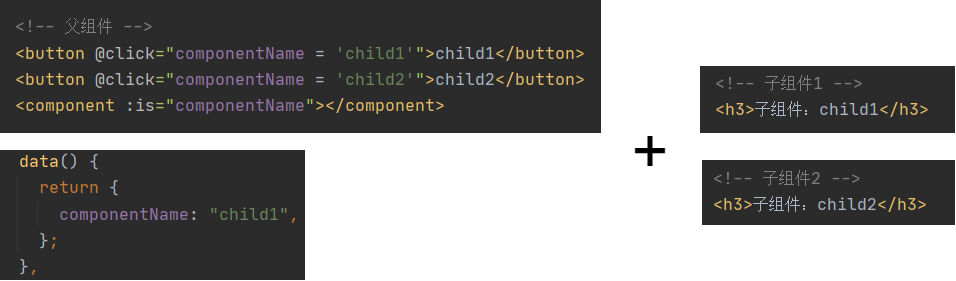 <!-- 父组件 -->
<button @click="componentName = 'child1'">child1</button>
<button @click="componentName = 'child2'">child2</button>
<component :is="componentName"></component>
data() {
  return {
    componentName: "child1",
  };
},
+
<!-- 子组件1 -->
<h3>子组件：child1</h3>
<!-- 子组件2 -->
<h3>子组件：child2</h3>